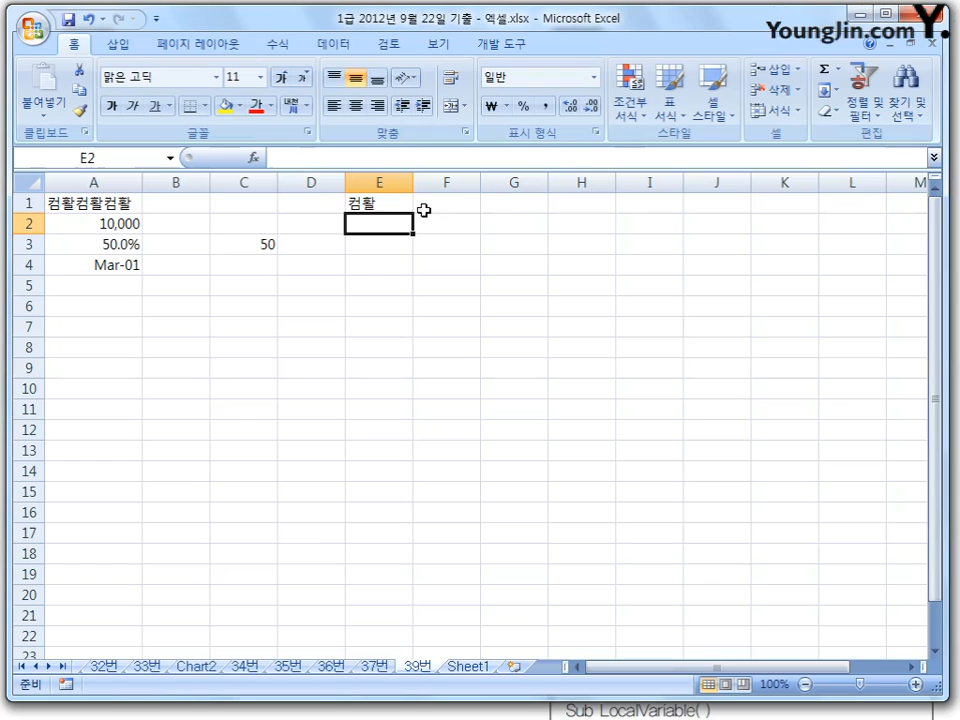 1급 2012년 9월 22일 기출 - 엑셀.xlsx - Microsoft Excel
YoungJin.com Y.
홈 삽입 페이지 레이아웃 수식 데이터 검토 보기 개발 도구
맑은 고딕 11 일반
붙여넣기 가 가 가 가 내천 조건부 서식 표 서식 셀 스타일 삽입 삭제 서식 정렬 및 필터 찾기 및 선택
클립보드 글꼴 맞춤 표시 형식 스타일 셀 편집
E2 fx
A B C D E F G H I J K L M
1 컴활컴활컴활 컴활
2 10,000
3 50.0% 50
4 Mar-01
5
6
7
8
9
10
11
12
13
14
15
16
17
18
19
20
21
22
23
32번 33번 Chart2 34번 35번 36번 37번 39번 Sheet1
준비 100%
Sub LocalVariable( )